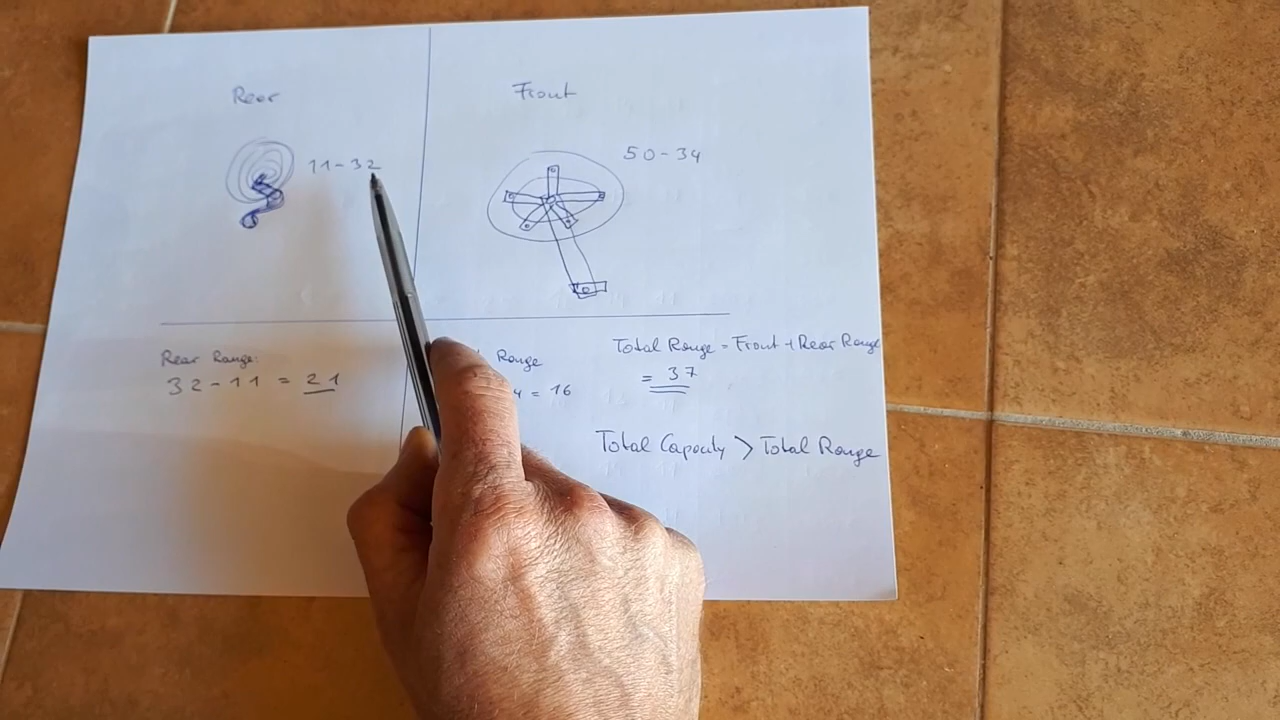 Rear
Front
11-32
50-34
Rear Range:
32-11 = 21
Range
4 = 16
Total Range = Front + Rear Range
= 37
Total Capacity > Total Range